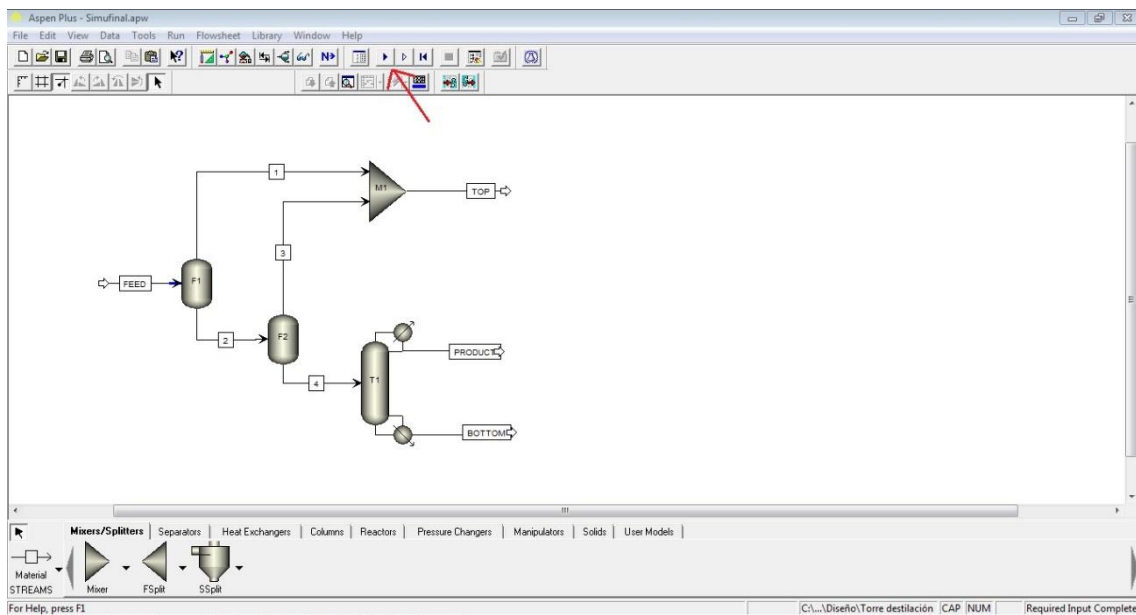 Aspen Plus - Simufinal.apw
File Edit View Data Tools Run Flowsheet Library Window Help
N
1
M1
TOP
3
FEED
F1
2
F2
PRODUCT
4
T1
BOTTOM
Mixers/Splitters Separators Heat Exchangers Columns Reactors Pressure Changers Manipulators Solids User Models
Material
STREAMS Mixer FSplit SSplit
For Help, press F1 C:\...\Diseño\Torre destilación CAP NUM Required Input Complete